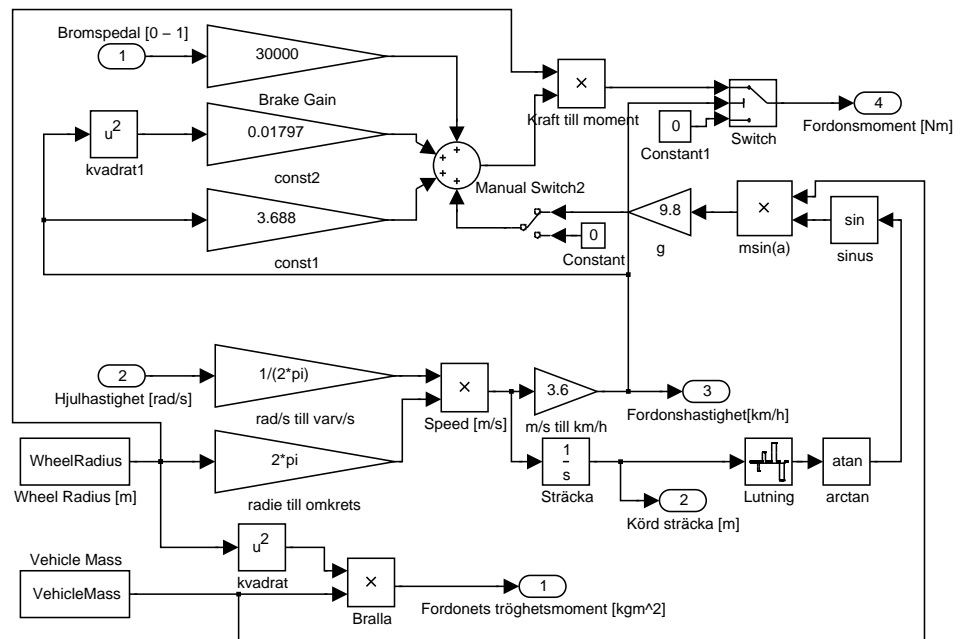 Bromspedal [0 – 1]
1
30000
Brake Gain
×
Kraft till moment
Switch
4
Fordonsmoment [Nm]
0
Constant1
u²
kvadrat1
0.01797
const2
+
+
+
+
Manual Switch2
3.688
const1
0
Constant
9.8
g
×
msin(a)
sin
sinus
2
Hjulhastighet [rad/s]
1/(2*pi)
rad/s till varv/s
×
Speed [m/s]
3.6
m/s till km/h
3
Fordonshastighet[km/h]
WheelRadius
Wheel Radius [m]
2*pi
radie till omkrets
1
s
Sträcka
Lutning
atan
arctan
2
Körd sträcka [m]
u²
kvadrat
Vehicle Mass
VehicleMass
×
Bralla
1
Fordonets tröghetsmoment [kgm^2]